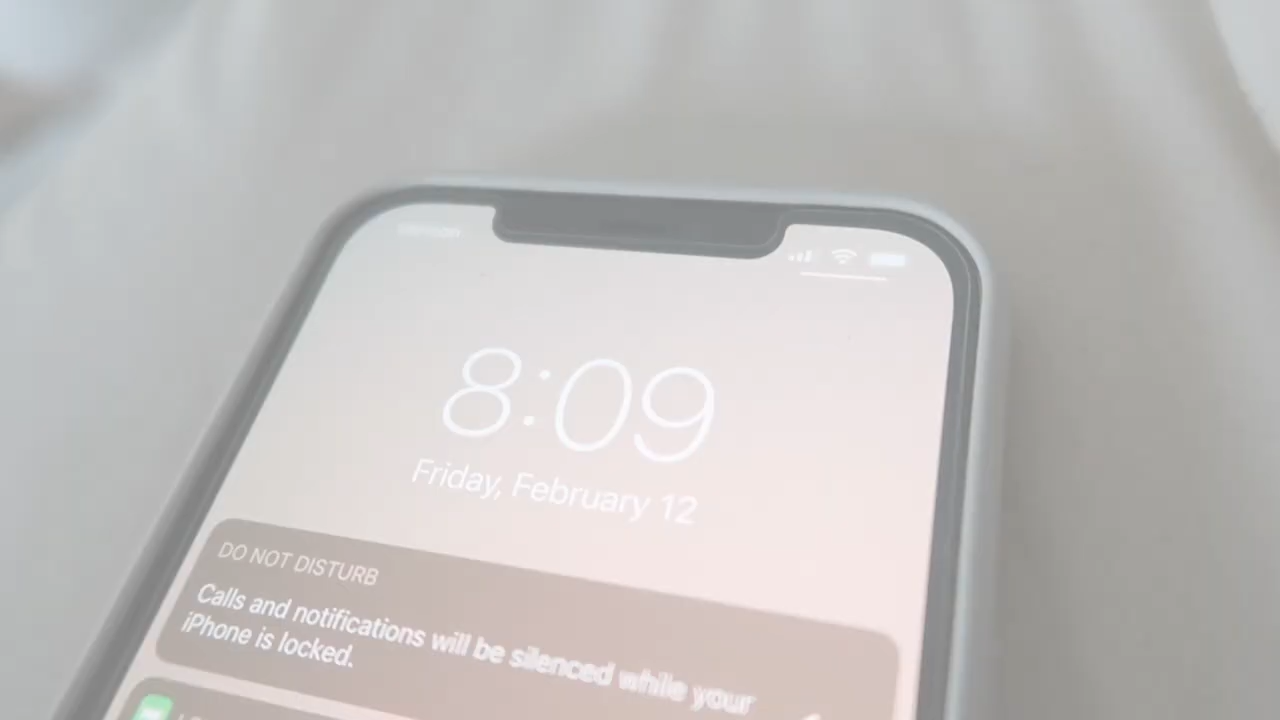 8:09
Friday, February 12
DO NOT DISTURB
Calls and notifications will be silenced while your
iPhone is locked.